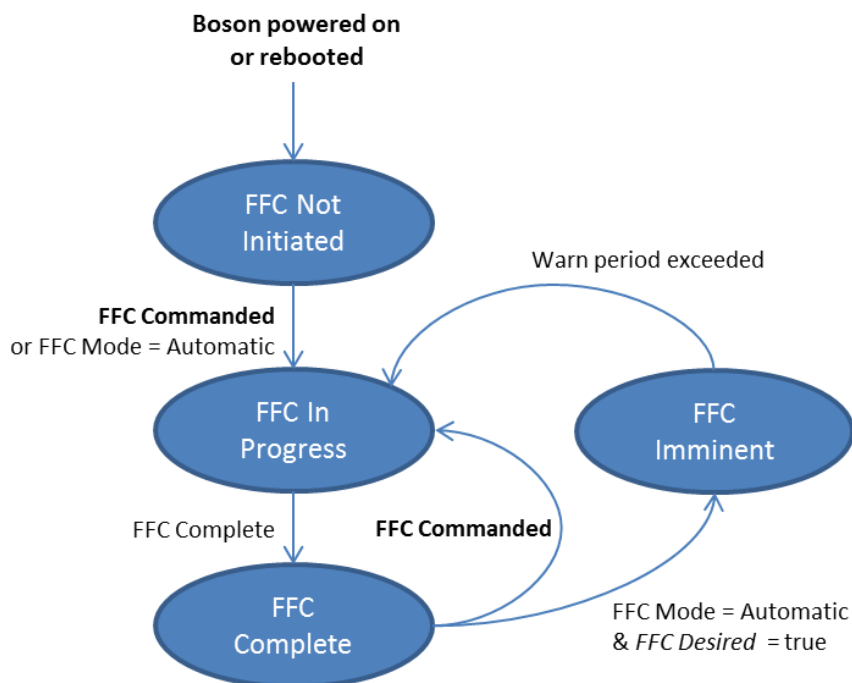 Boson powered on
or rebooted
FFC Not
Initiated
Warn period exceeded
FFC Commanded
or FFC Mode = Automatic
FFC In
Progress
FFC
Imminent
FFC Complete
FFC Commanded
FFC
Complete
FFC Mode = Automatic
& FFC Desired = true